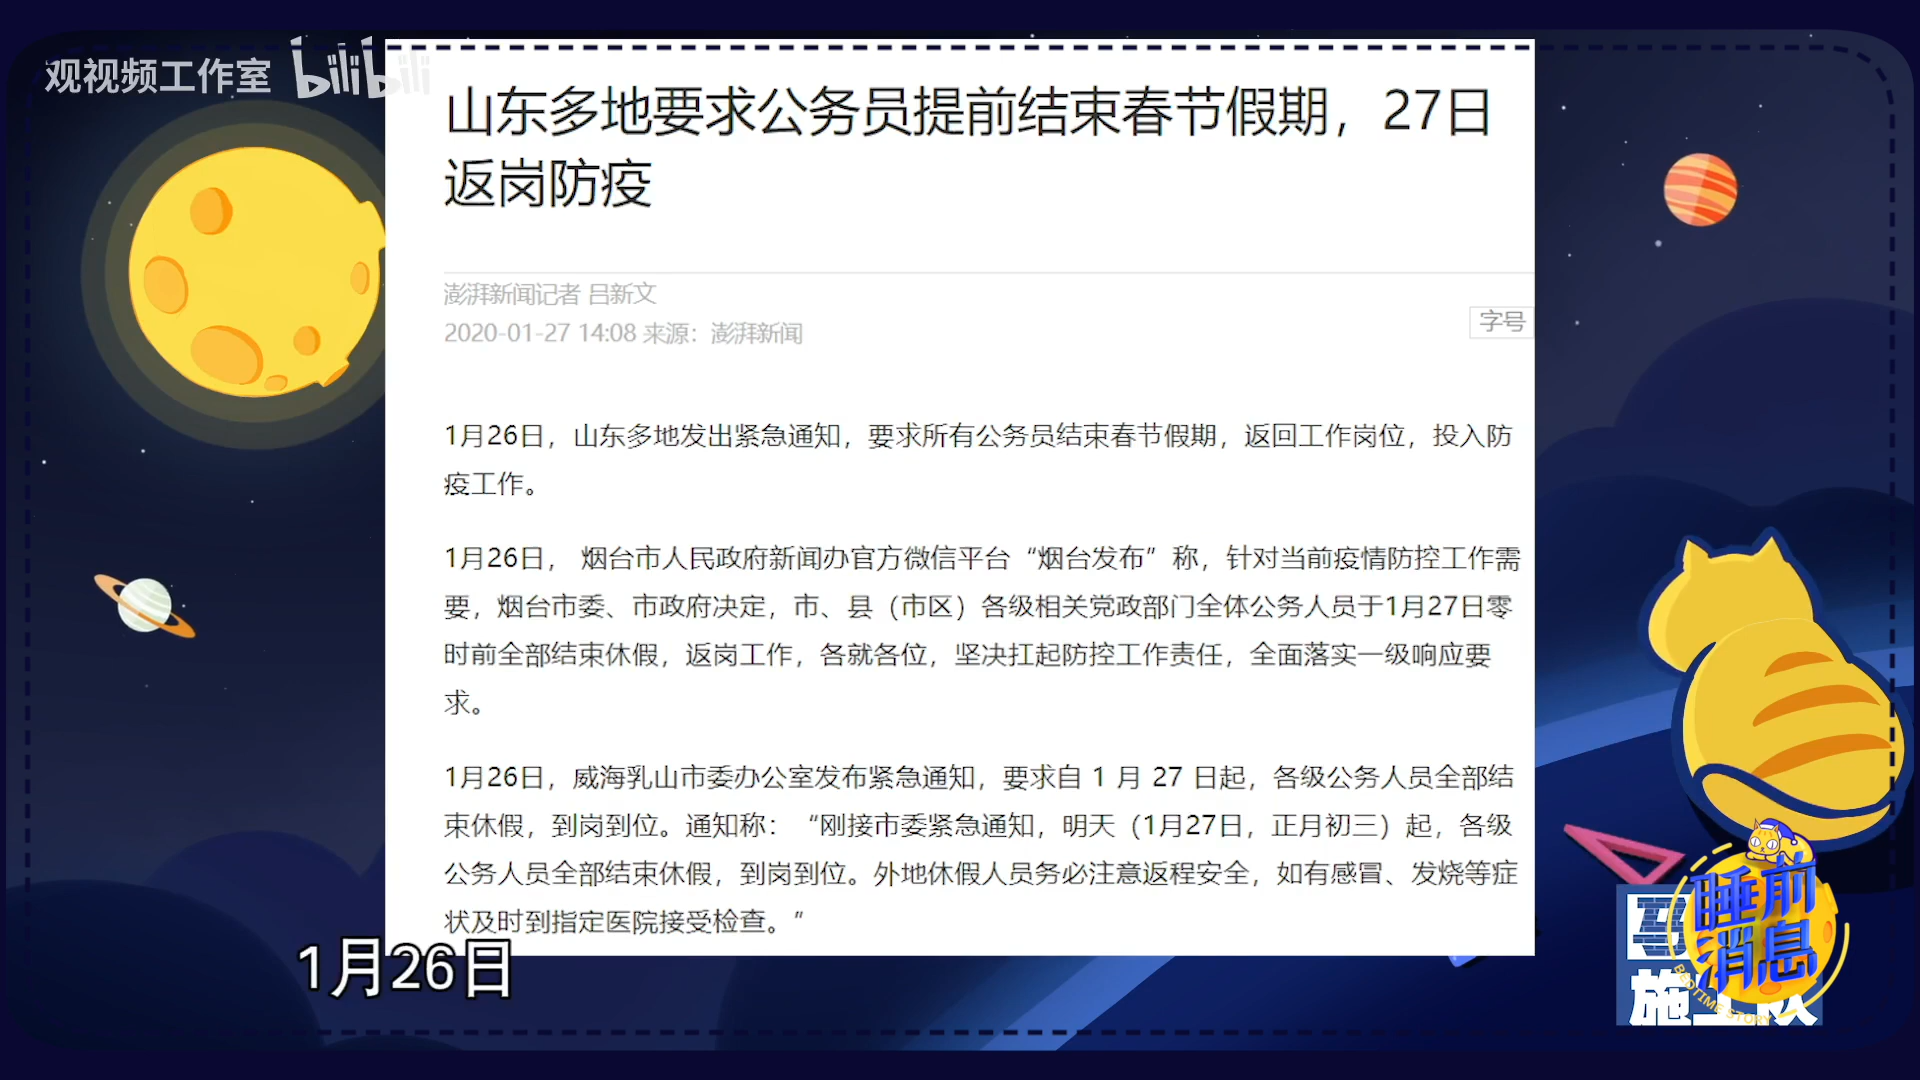 观视频工作室 bilibili
山东多地要求公务员提前结束春节假期，27日
返岗防疫
澎湃新闻记者 吕新文
2020-01-27 14:08 来源：澎湃新闻
字号
1月26日，山东多地发出紧急通知，要求所有公务员结束春节假期，返回工作岗位，投入防
疫工作。
1月26日， 烟台市人民政府新闻办官方微信平台“烟台发布”称，针对当前疫情防控工作需
要，烟台市委、市政府决定，市、县（市区）各级相关党政部门全体公务人员于1月27日零
时前全部结束休假，返岗工作，各就各位，坚决扛起防控工作责任，全面落实一级响应要
求。
1月26日，威海乳山市委办公室发布紧急通知，要求自 1 月 27 日起，各级公务人员全部结
束休假，到岗到位。通知称： “刚接市委紧急通知，明天（1月27日，正月初三）起，各级
公务人员全部结束休假，到岗到位。外地休假人员务必注意返程安全，如有感冒、发烧等症
状及时到指定医院接受检查。”
1月26日
睡前
消息
BEDTIME STORY
施